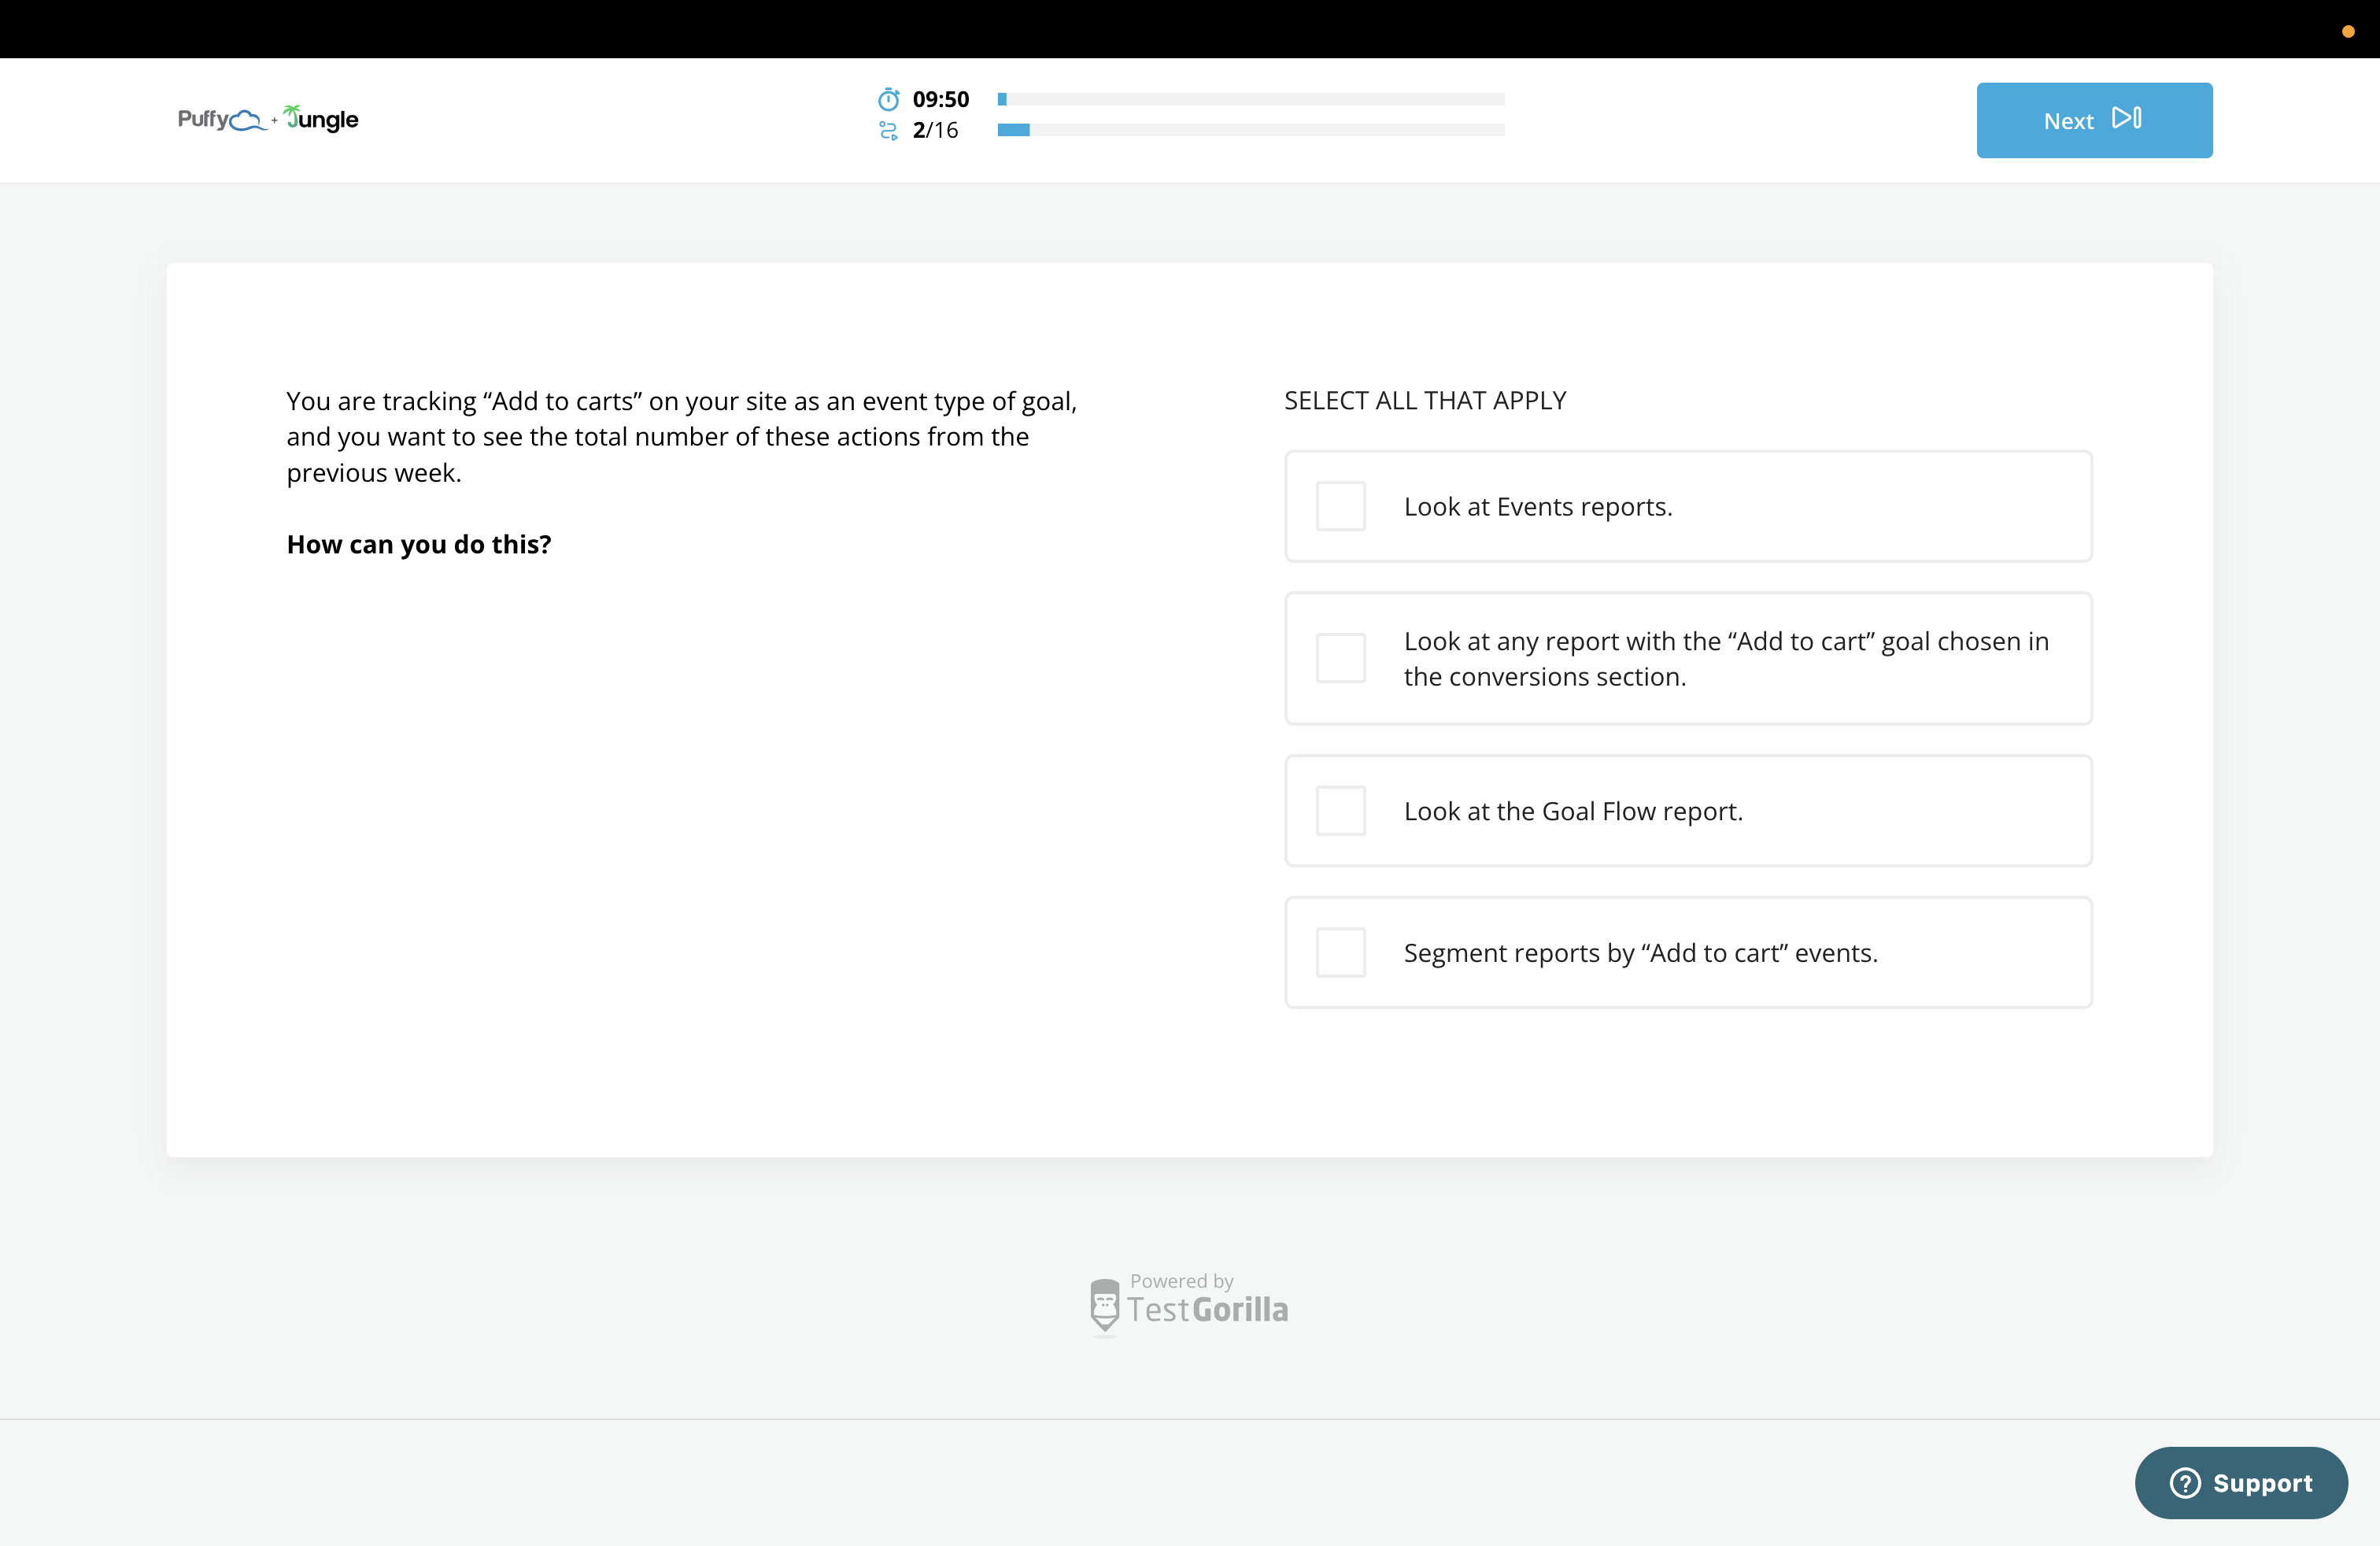 Puffy + Jungle
09:50
2/16
Next
You are tracking “Add to carts” on your site as an event type of goal,
and you want to see the total number of these actions from the
previous week.
How can you do this?
SELECT ALL THAT APPLY
Look at Events reports.
Look at any report with the “Add to cart” goal chosen in
the conversions section.
Look at the Goal Flow report.
Segment reports by “Add to cart” events.
Powered by
TestGorilla
Support